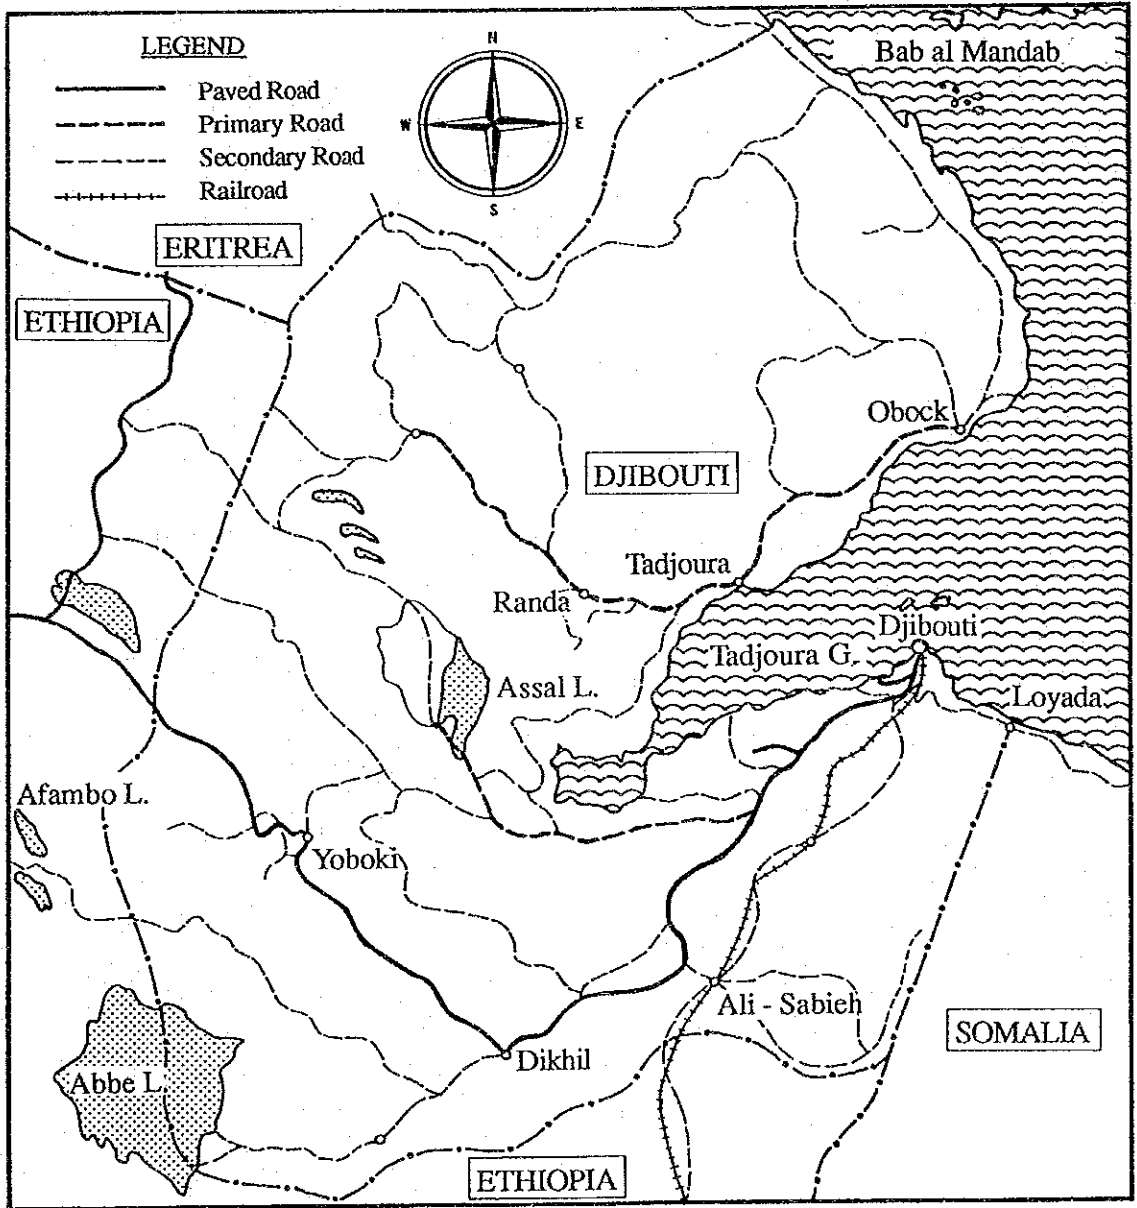 LEGEND
Paved Road
Primary Road
Secondary Road
Railroad
N
W
E
S
Bab al Mandab
ERITREA
ETHIOPIA
Obock
DJIBOUTI
Tadjoura
Randa
Djibouti
Tadjoura G.
Assal L.
Loyada
Afambo L.
Yoboki
Ali - Sabieh
SOMALIA
Dikhil
Abbe L
ETHIOPIA